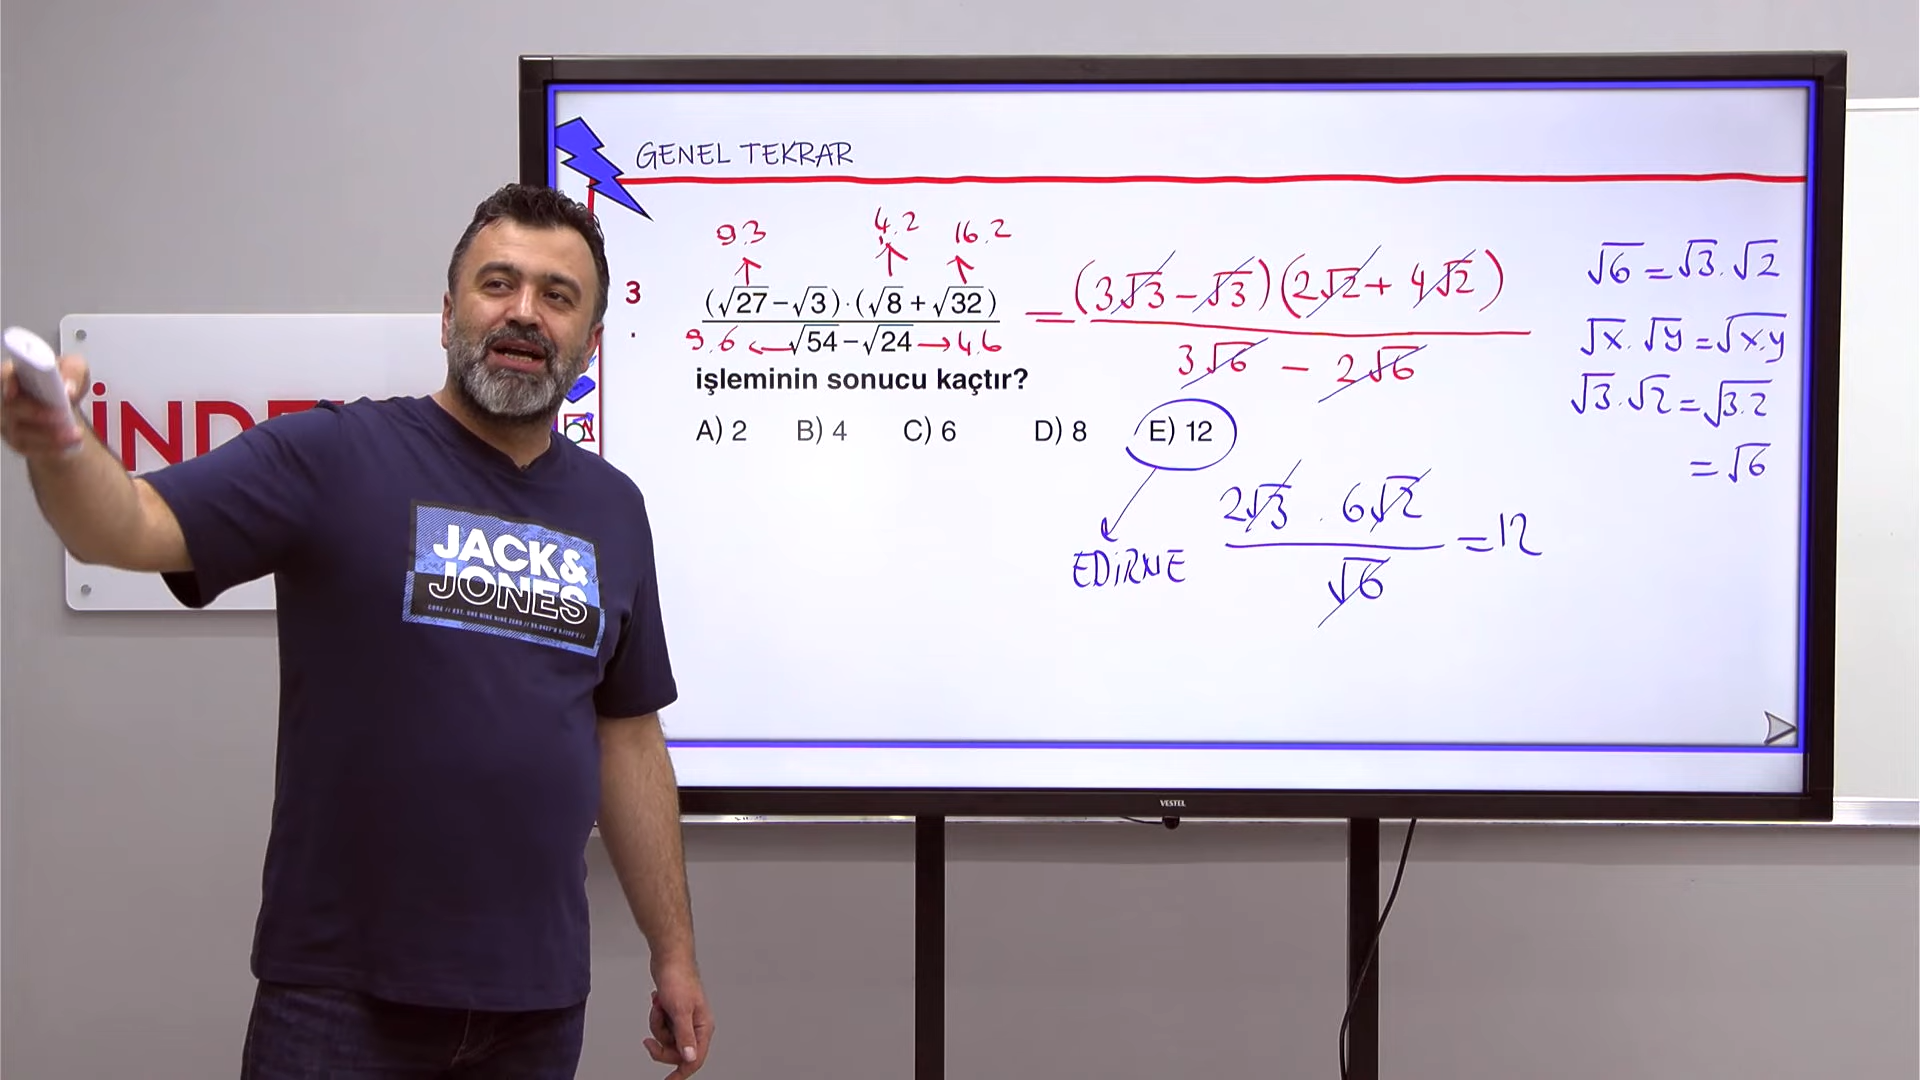 GENEL TEKRAR
9.3 4.2 16.2
3. (√27 − √3)·(√8 + √32) / √54 − √24 = (3√3 − √3)(2√2 + 4√2) / 3√6 − 2√6
9.6 ← → 4.6
işleminin sonucu kaçtır?
A) 2 B) 4 C) 6 D) 8 E) 12
EDİRNE
2√3 . 6√2 / √6 = 12
√6 = √3 . √2
√x . √y = √x.y
√3 . √2 = √3.2
= √6
VESTEL
JACK&
JONES